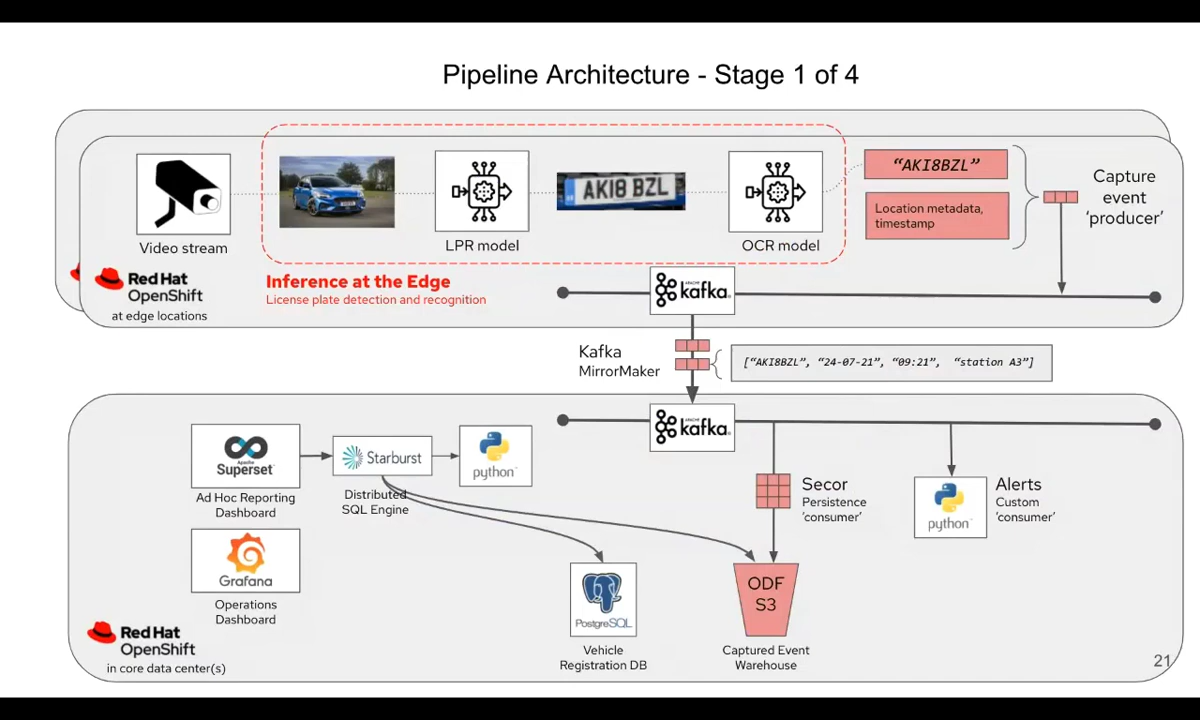 Pipeline Architecture - Stage 1 of 4
AK18 BZL
"AKI8BZL"
Location metadata,
timestamp
Capture
event
'producer'
Video stream
LPR model
OCR model
Red Hat
OpenShift
at edge locations
Inference at the Edge
License plate detection and recognition
APACHE
kafka
Kafka
MirrorMaker
["AKI8BZL", "24-07-21", "09:21", "station A3"]
APACHE
kafka
Apache
Superset
Ad Hoc Reporting
Dashboard
Starburst
Distributed
SQL Engine
python
Secor
Persistence
'consumer'
python
Alerts
Custom
'consumer'
Grafana
Operations
Dashboard
PostgreSQL
Vehicle
Registration DB
ODF
S3
Captured Event
Warehouse
Red Hat
OpenShift
in core data center(s)
21